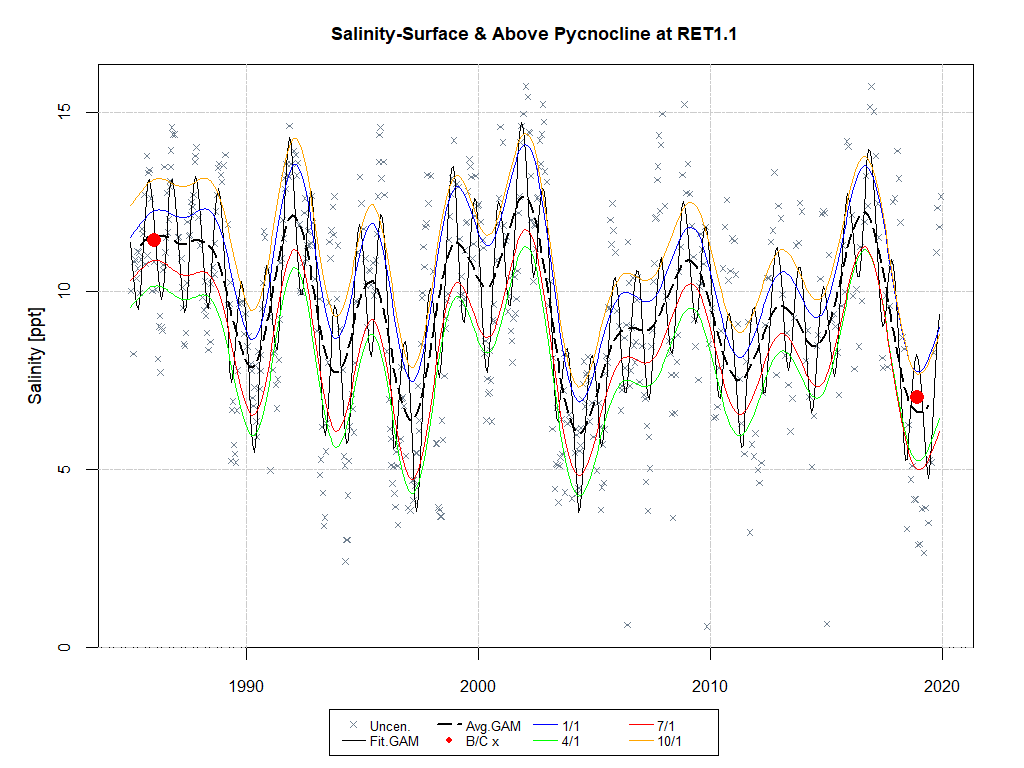 Salinity-Surface & Above Pycnocline at RET1.1
Salinity [ppt]
15
10
5
0
1990 2000 2010 2020
Uncen. Avg.GAM 1/1 7/1
Fit.GAM B/C x 4/1 10/1